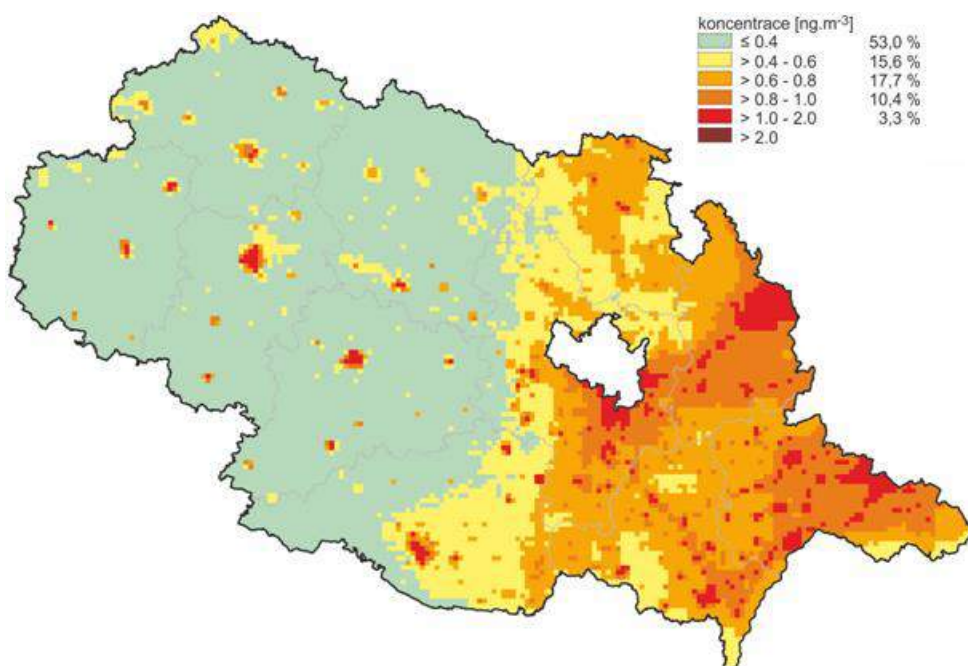 koncentrace [ng.m-3]
≤ 0.4 53,0 %
> 0.4 - 0.6 15,6 %
> 0.6 - 0.8 17,7 %
> 0.8 - 1.0 10,4 %
> 1.0 - 2.0 3,3 %
> 2.0